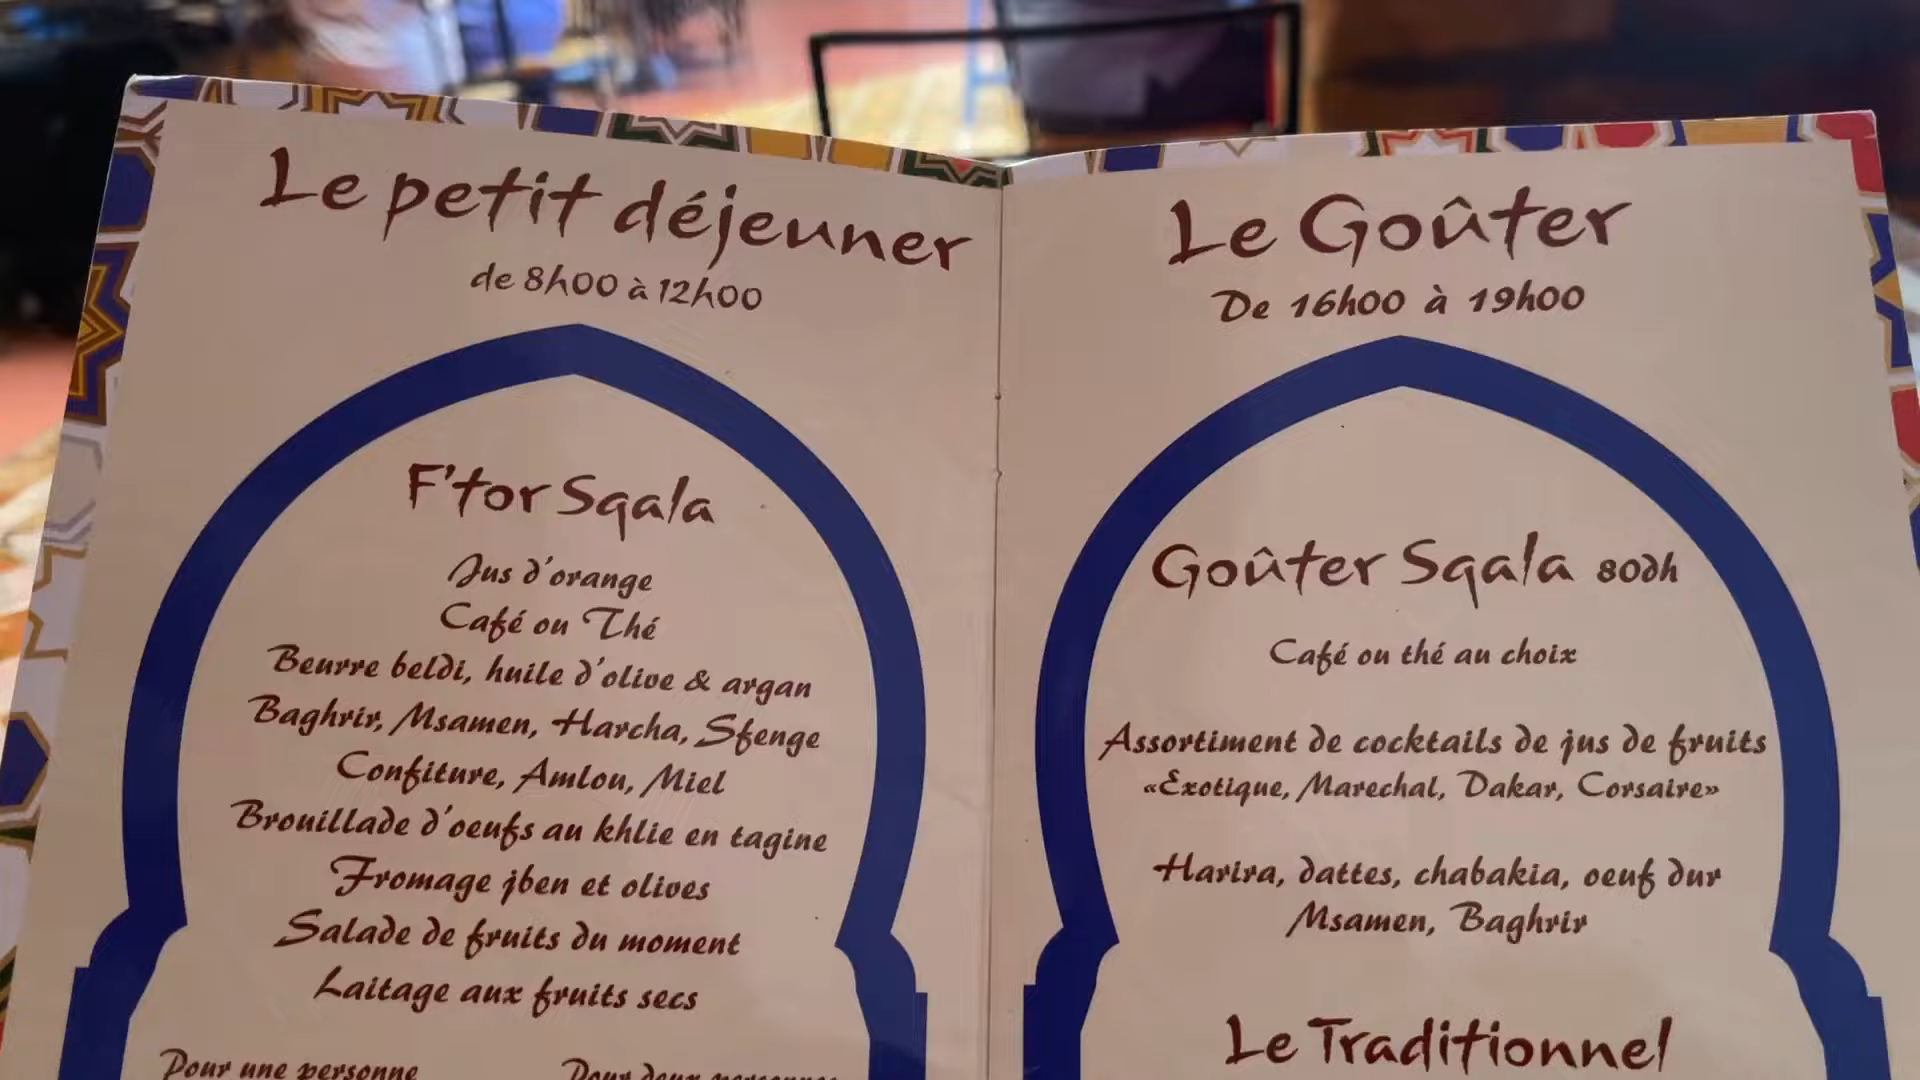 Le petit déjeuner
de 8h00 à 12h00
F'tor Sqala
Jus d'orange
Café ou Thé
Beurre beldi, huile d'olive & argan
Baghrir, Msamen, Harcha, Sfenge
Confiture, Amlou, Miel
Brouillade d'oeufs au khlie en tagine
Fromage jben et olives
Salade de fruits du moment
Laitage aux fruits secs
Pour une personne
Pour deux personnes
Le Goûter
De 16h00 à 19h00
Goûter Sqala 80dh
Café ou thé au choix
Assortiment de cocktails de jus de fruits
«Exotique, Marechal, Dakar, Corsaire»
Harira, dattes, chabakia, oeuf dur
Msamen, Baghrir
Le Traditionnel